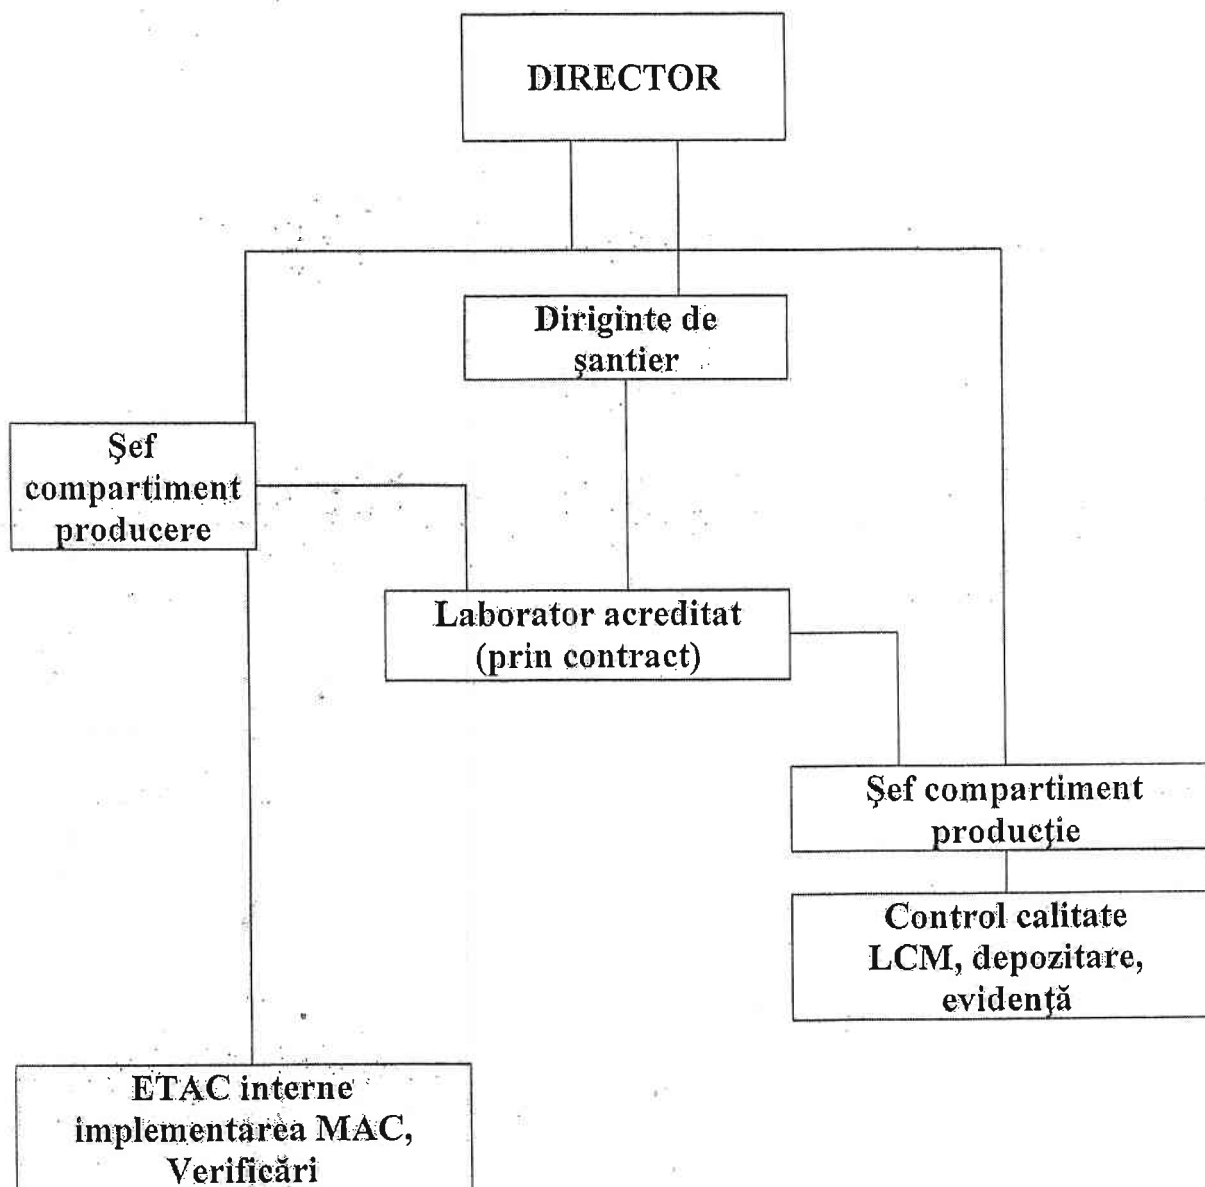 DIRECTOR
Diriginte de
şantier
Şef
compartiment
producere
Laborator acreditat
(prin contract)
Şef compartiment
producţie
Control calitate
LCM, depozitare,
evidenţă
ETAC interne
implementarea MAC,
Verificări